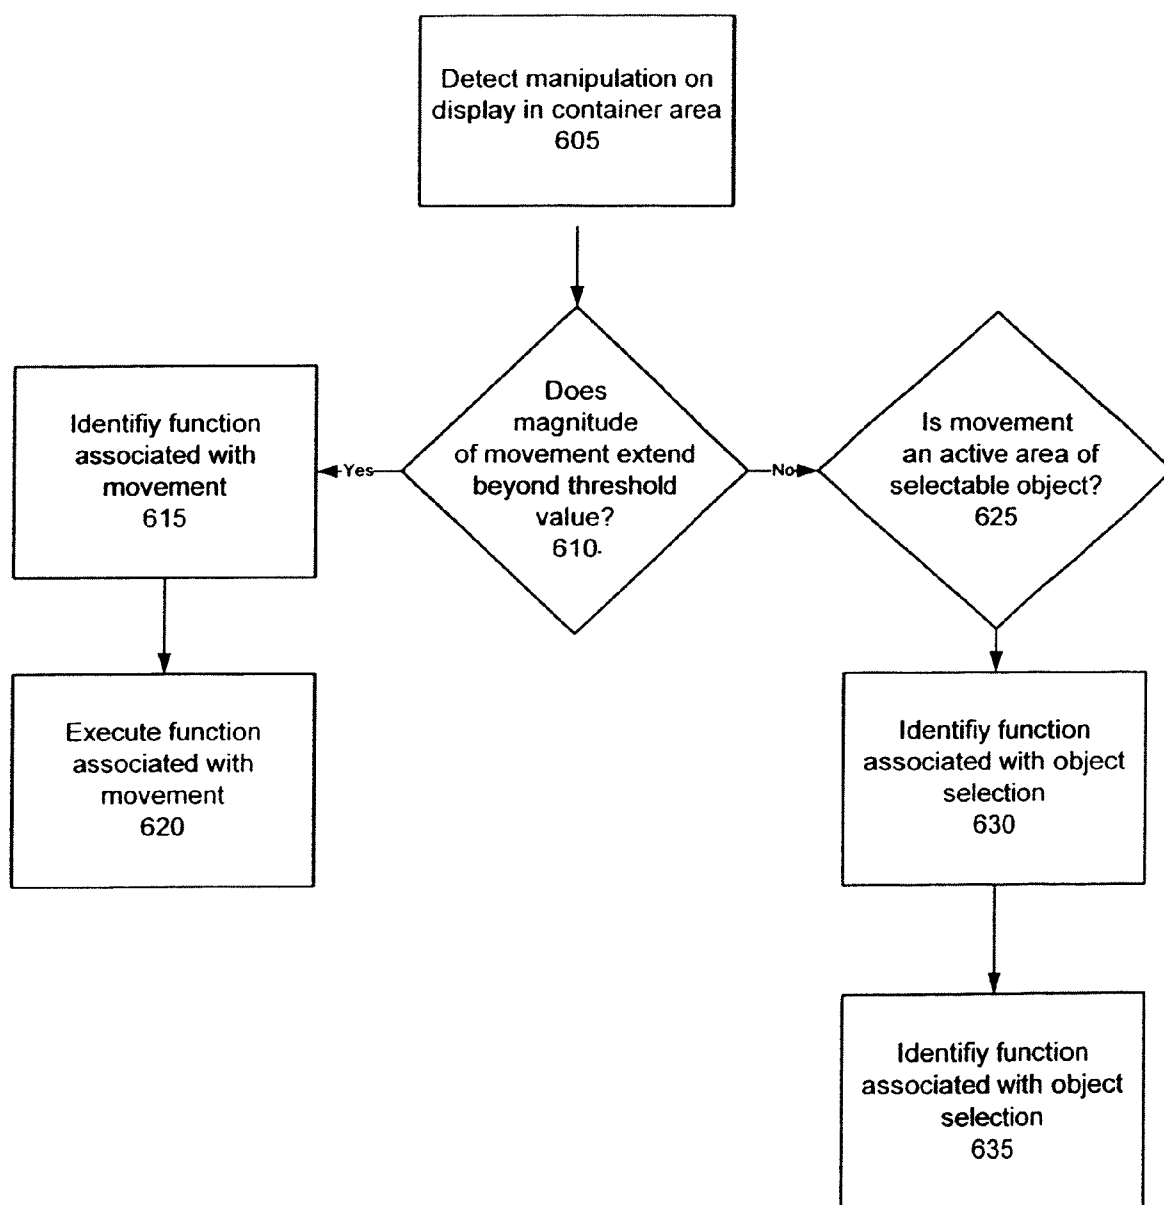 Detect manipulation on
display in container area
605
Does
magnitude
of movement extend
beyond threshold
value?
610.
Yes
No
Identifiy function
associated with
movement
615
Execute function
associated with
movement
620
Is movement
an active area of
selectable object?
625
Identifiy function
associated with object
selection
630
Identifiy function
associated with object
selection
635